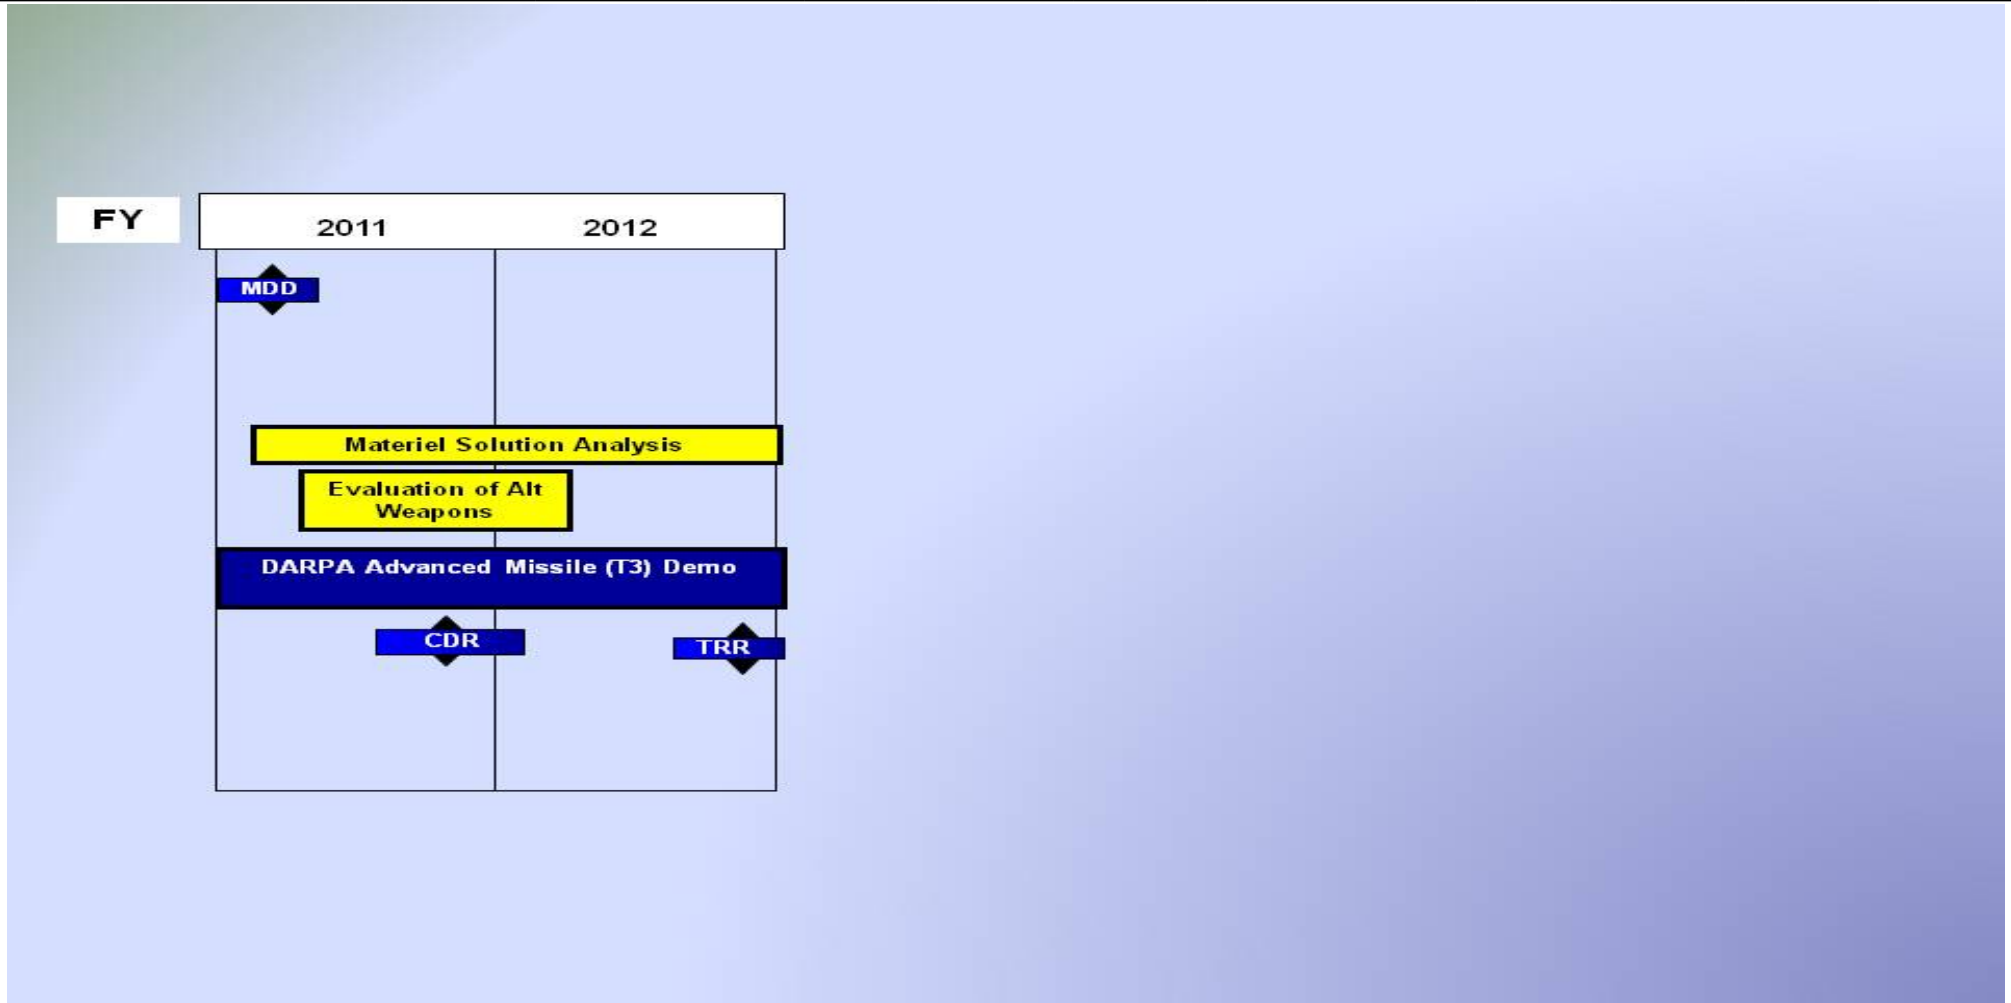 FY
2011 2012
MDD
Materiel Solution Analysis
Evaluation of Alt
Weapons
DARPA Advanced Missile (T3) Demo
CDR
TRR